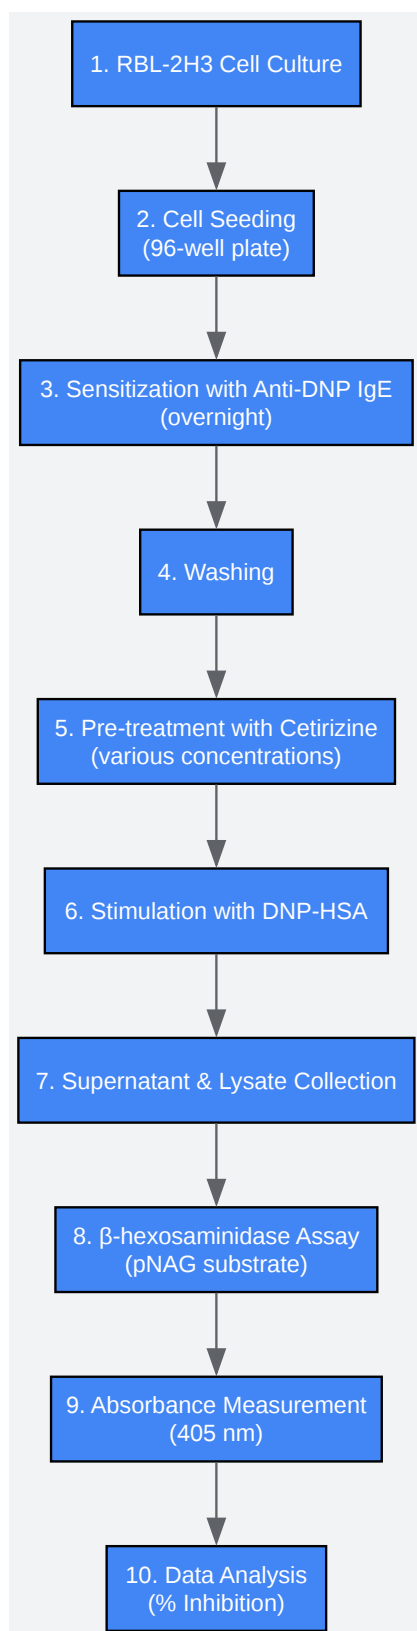 1. RBL-2H3 Cell Culture
2. Cell Seeding
(96-well plate)
3. Sensitization with Anti-DNP IgE
(overnight)
4. Washing
5. Pre-treatment with Cetirizine
(various concentrations)
6. Stimulation with DNP-HSA
7. Supernatant & Lysate Collection
8. β-hexosaminidase Assay
(pNAG substrate)
9. Absorbance Measurement
(405 nm)
10. Data Analysis
(% Inhibition)